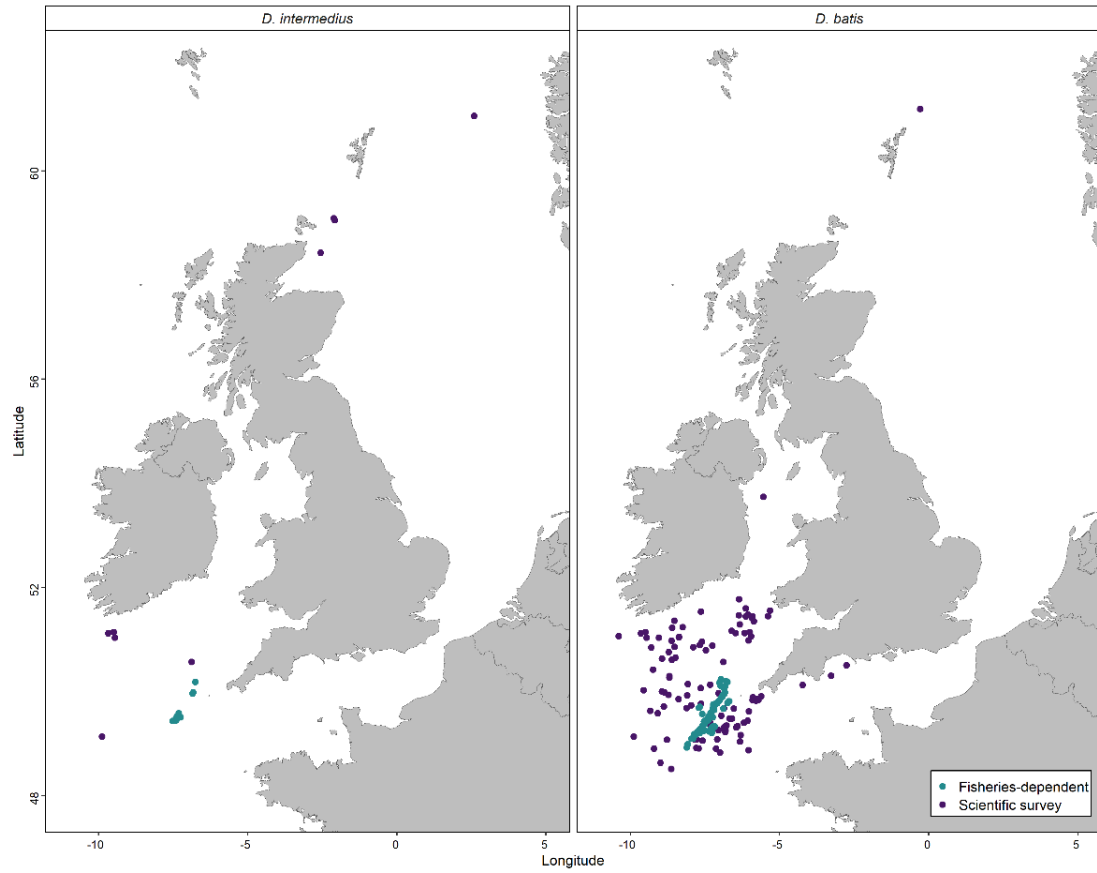 D. intermedius
D. batis
60
56
52
48
Latitude
-10
-5
0
5
-10
-5
0
5
Longitude
Fisheries-dependent
Scientific survey